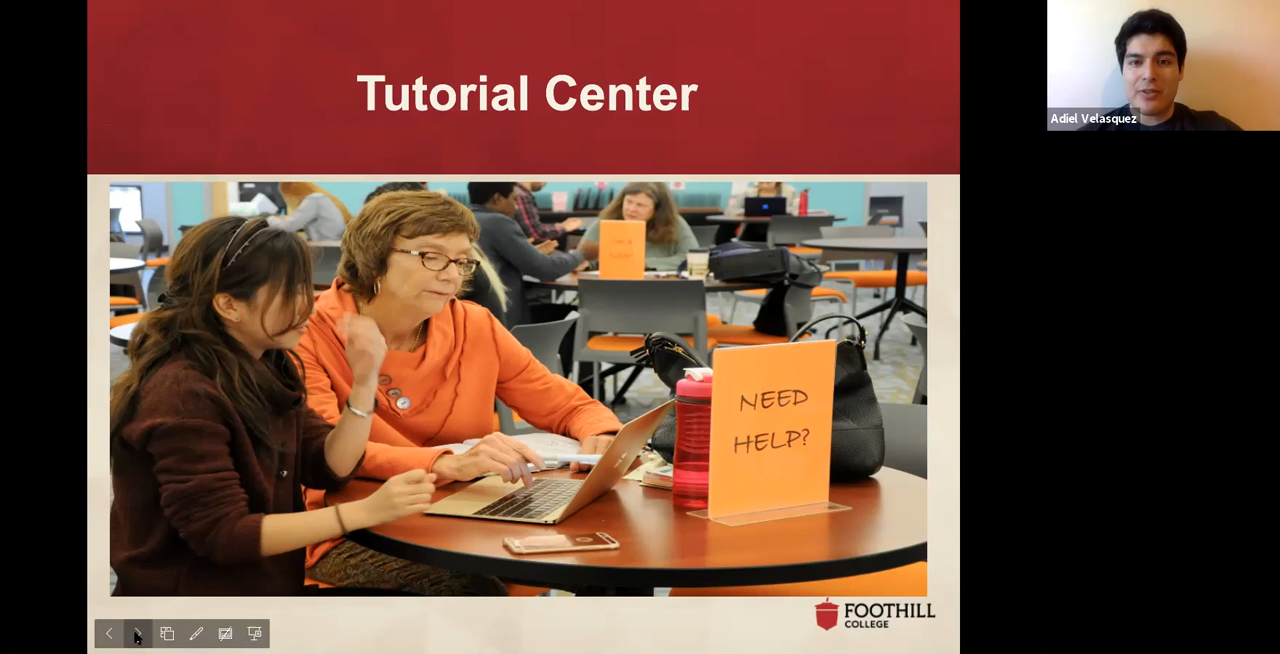 Tutorial Center
Adiel Velasquez
NEED
HELP?
FOOTHILL
COLLEGE